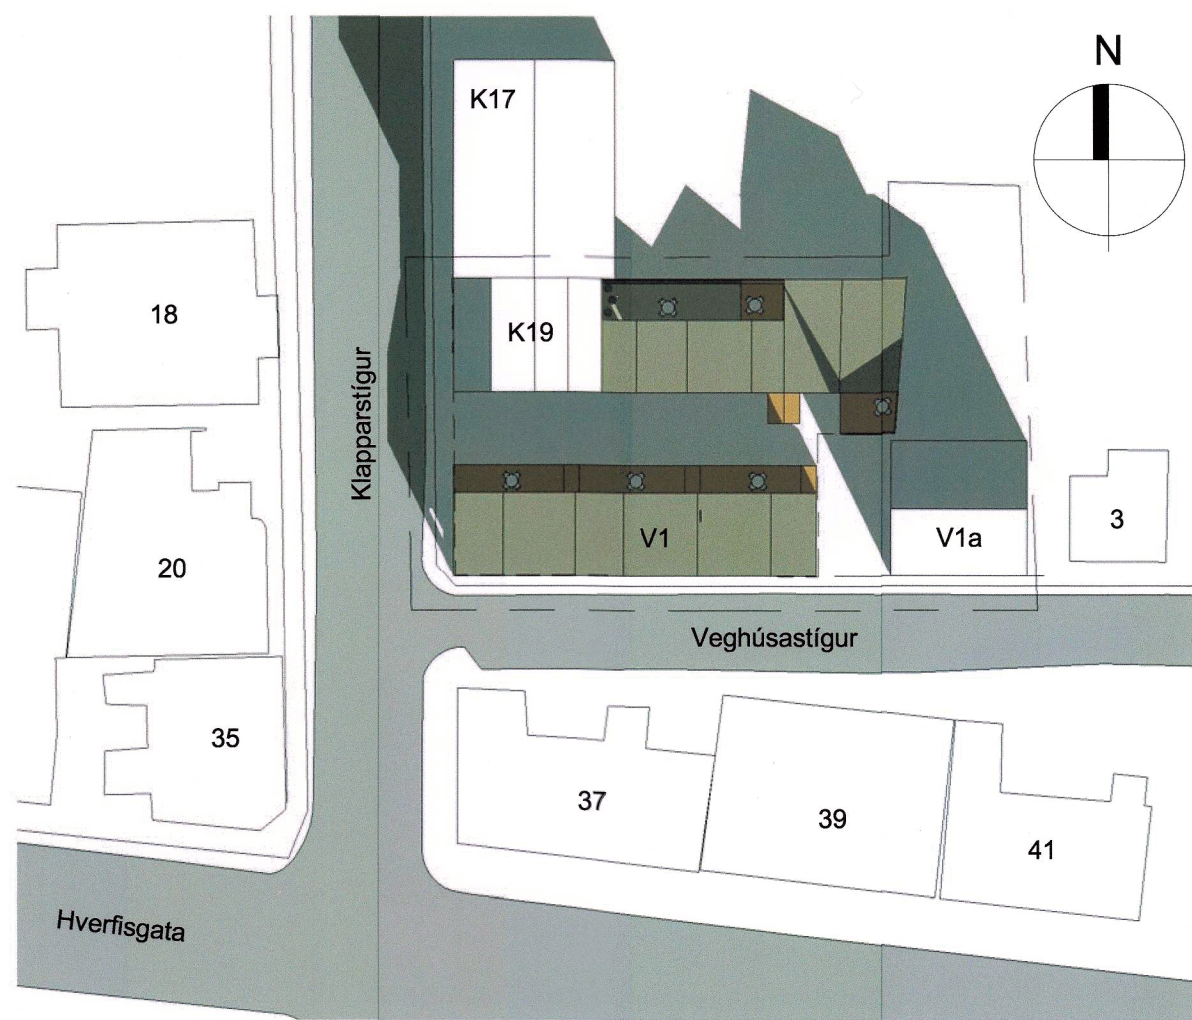 N
K17
18
K19
Klapparstígur
V1
V1a
3
20
Veghúsastígur
35
37
39
41
Hverfisgata